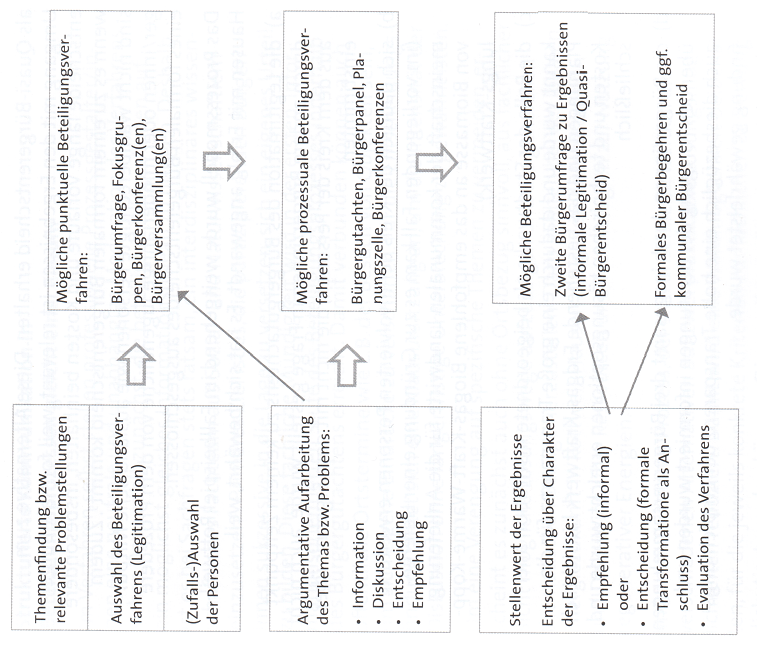 Themenfindung bzw.
relevante Problemstellungen
Auswahl des Beteiligungsver-
fahrens (Legitimation)
(Zufalls-)Auswahl
der Personen
Mögliche punktuelle Beteiligungsver-
fahren:
Bürgerumfrage, Fokusgru-
pen, Bürgerkonferenz(en),
Bürgerversammlung(en)
Argumentative Aufarbeitung
des Themas bzw. Problems:
• Information
• Diskussion
• Entscheidung
• Empfehlung
Mögliche prozessuale Beteiligungsver-
fahren:
Bürgergutachten, Bürgerpanel, Pla-
nungszelle, Bürgerkonferenzen
Stellenwert der Ergebnisse
Entscheidung über Charakter
der Ergebnisse:
• Empfehlung (informal)
oder
• Entscheidung (formale
Transformatione als An-
schluss)
• Evaluation des Verfahrens
Mögliche Beteiligungsverfahren:
Zweite Bürgerumfrage zu Ergebnissen
(informale Legitimation / Quasi-
Bürgerentscheid)
Formales Bürgerbegehren und ggf.
kommunaler Bürgerentscheid